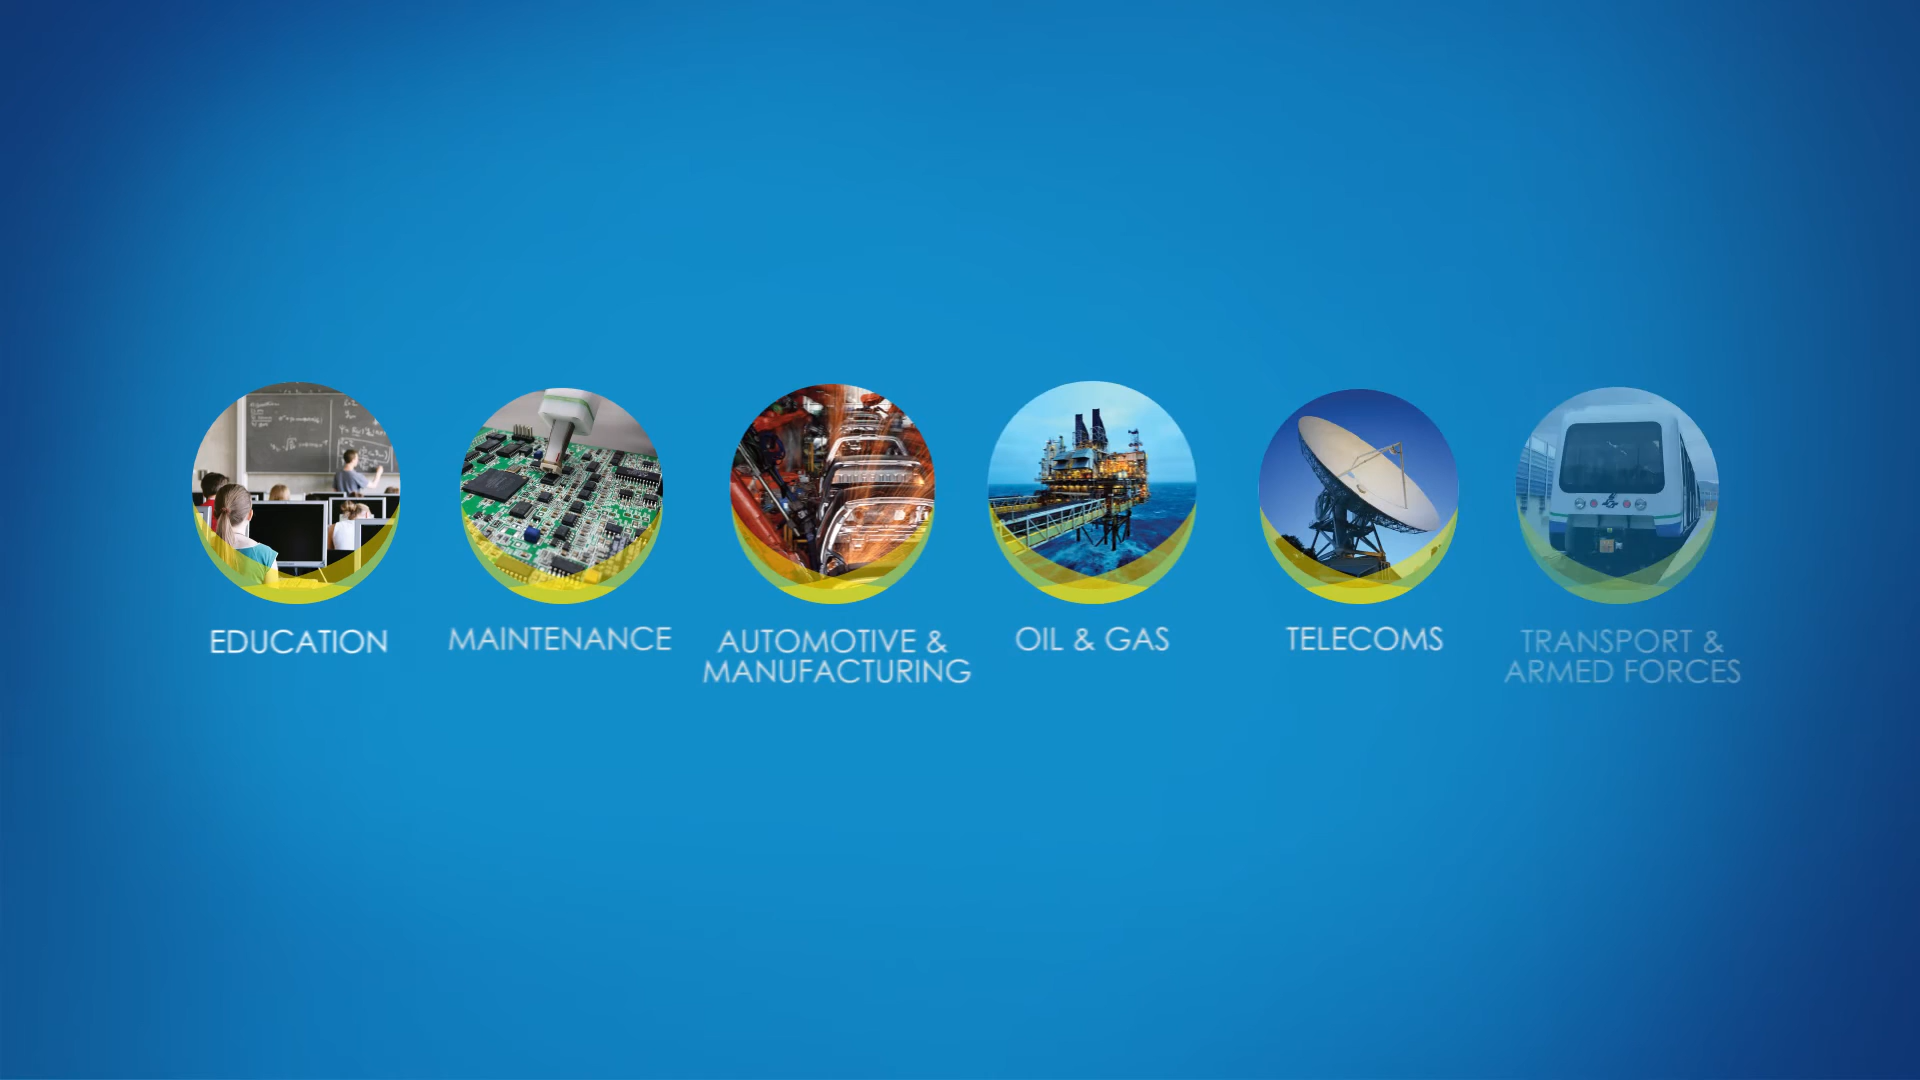 EDUCATION
MAINTENANCE
AUTOMOTIVE &
MANUFACTURING
OIL & GAS
TELECOMS
TRANSPORT &
ARMED FORCES